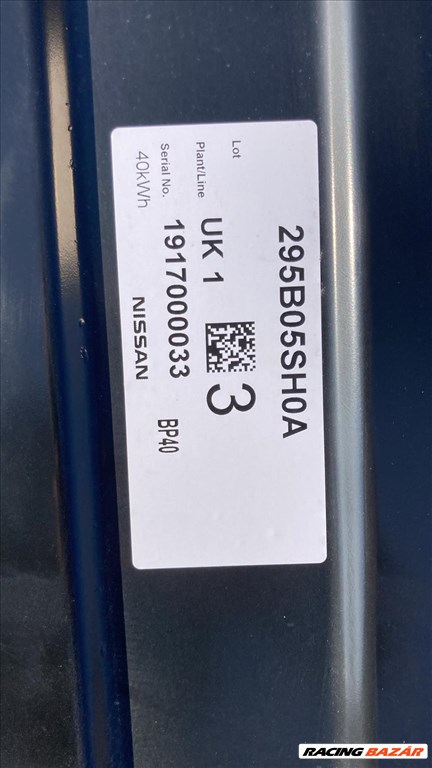 295B05SH0A
Lot
Plant/Line UK 1 3
Serial No. 1917000033
40kWh NISSAN BP40
RACING BAZÁR